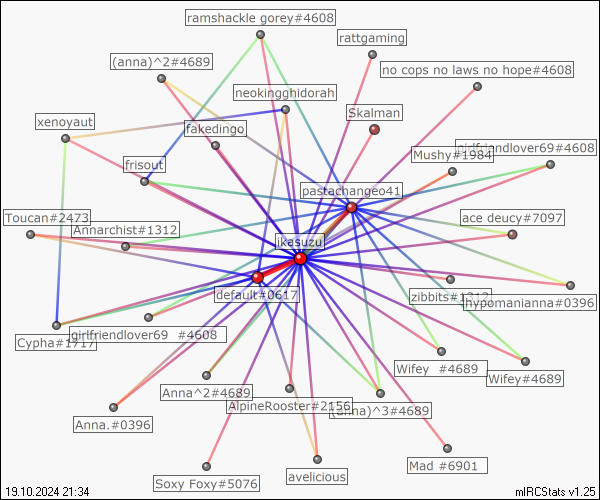 ramshackle gorey#4608
rattgaming
(anna)^2#4689
no cops no laws no hope#4608
neokingghidorah
xenoyaut
Skalman
fakedingo
girlfriendlover69#4608
Mushy#1984
frisout
pastachangeo41
Toucan#2473
ace deucy#7097
Annarchist#1312
ikasuzu
default#0617
zibbits#1312
hypomanianna#0396
girlfriendlover69 #4608
Cypha#1717
Wifey #4689
Wifey#4689
Anna^2#4689
AlpineRooster#2156
(anna)^3#4689
Anna.#0396
Mad #6901
Soxy Foxy#5076
avelicious
19.10.2024 21:34
mIRCStats v1.25